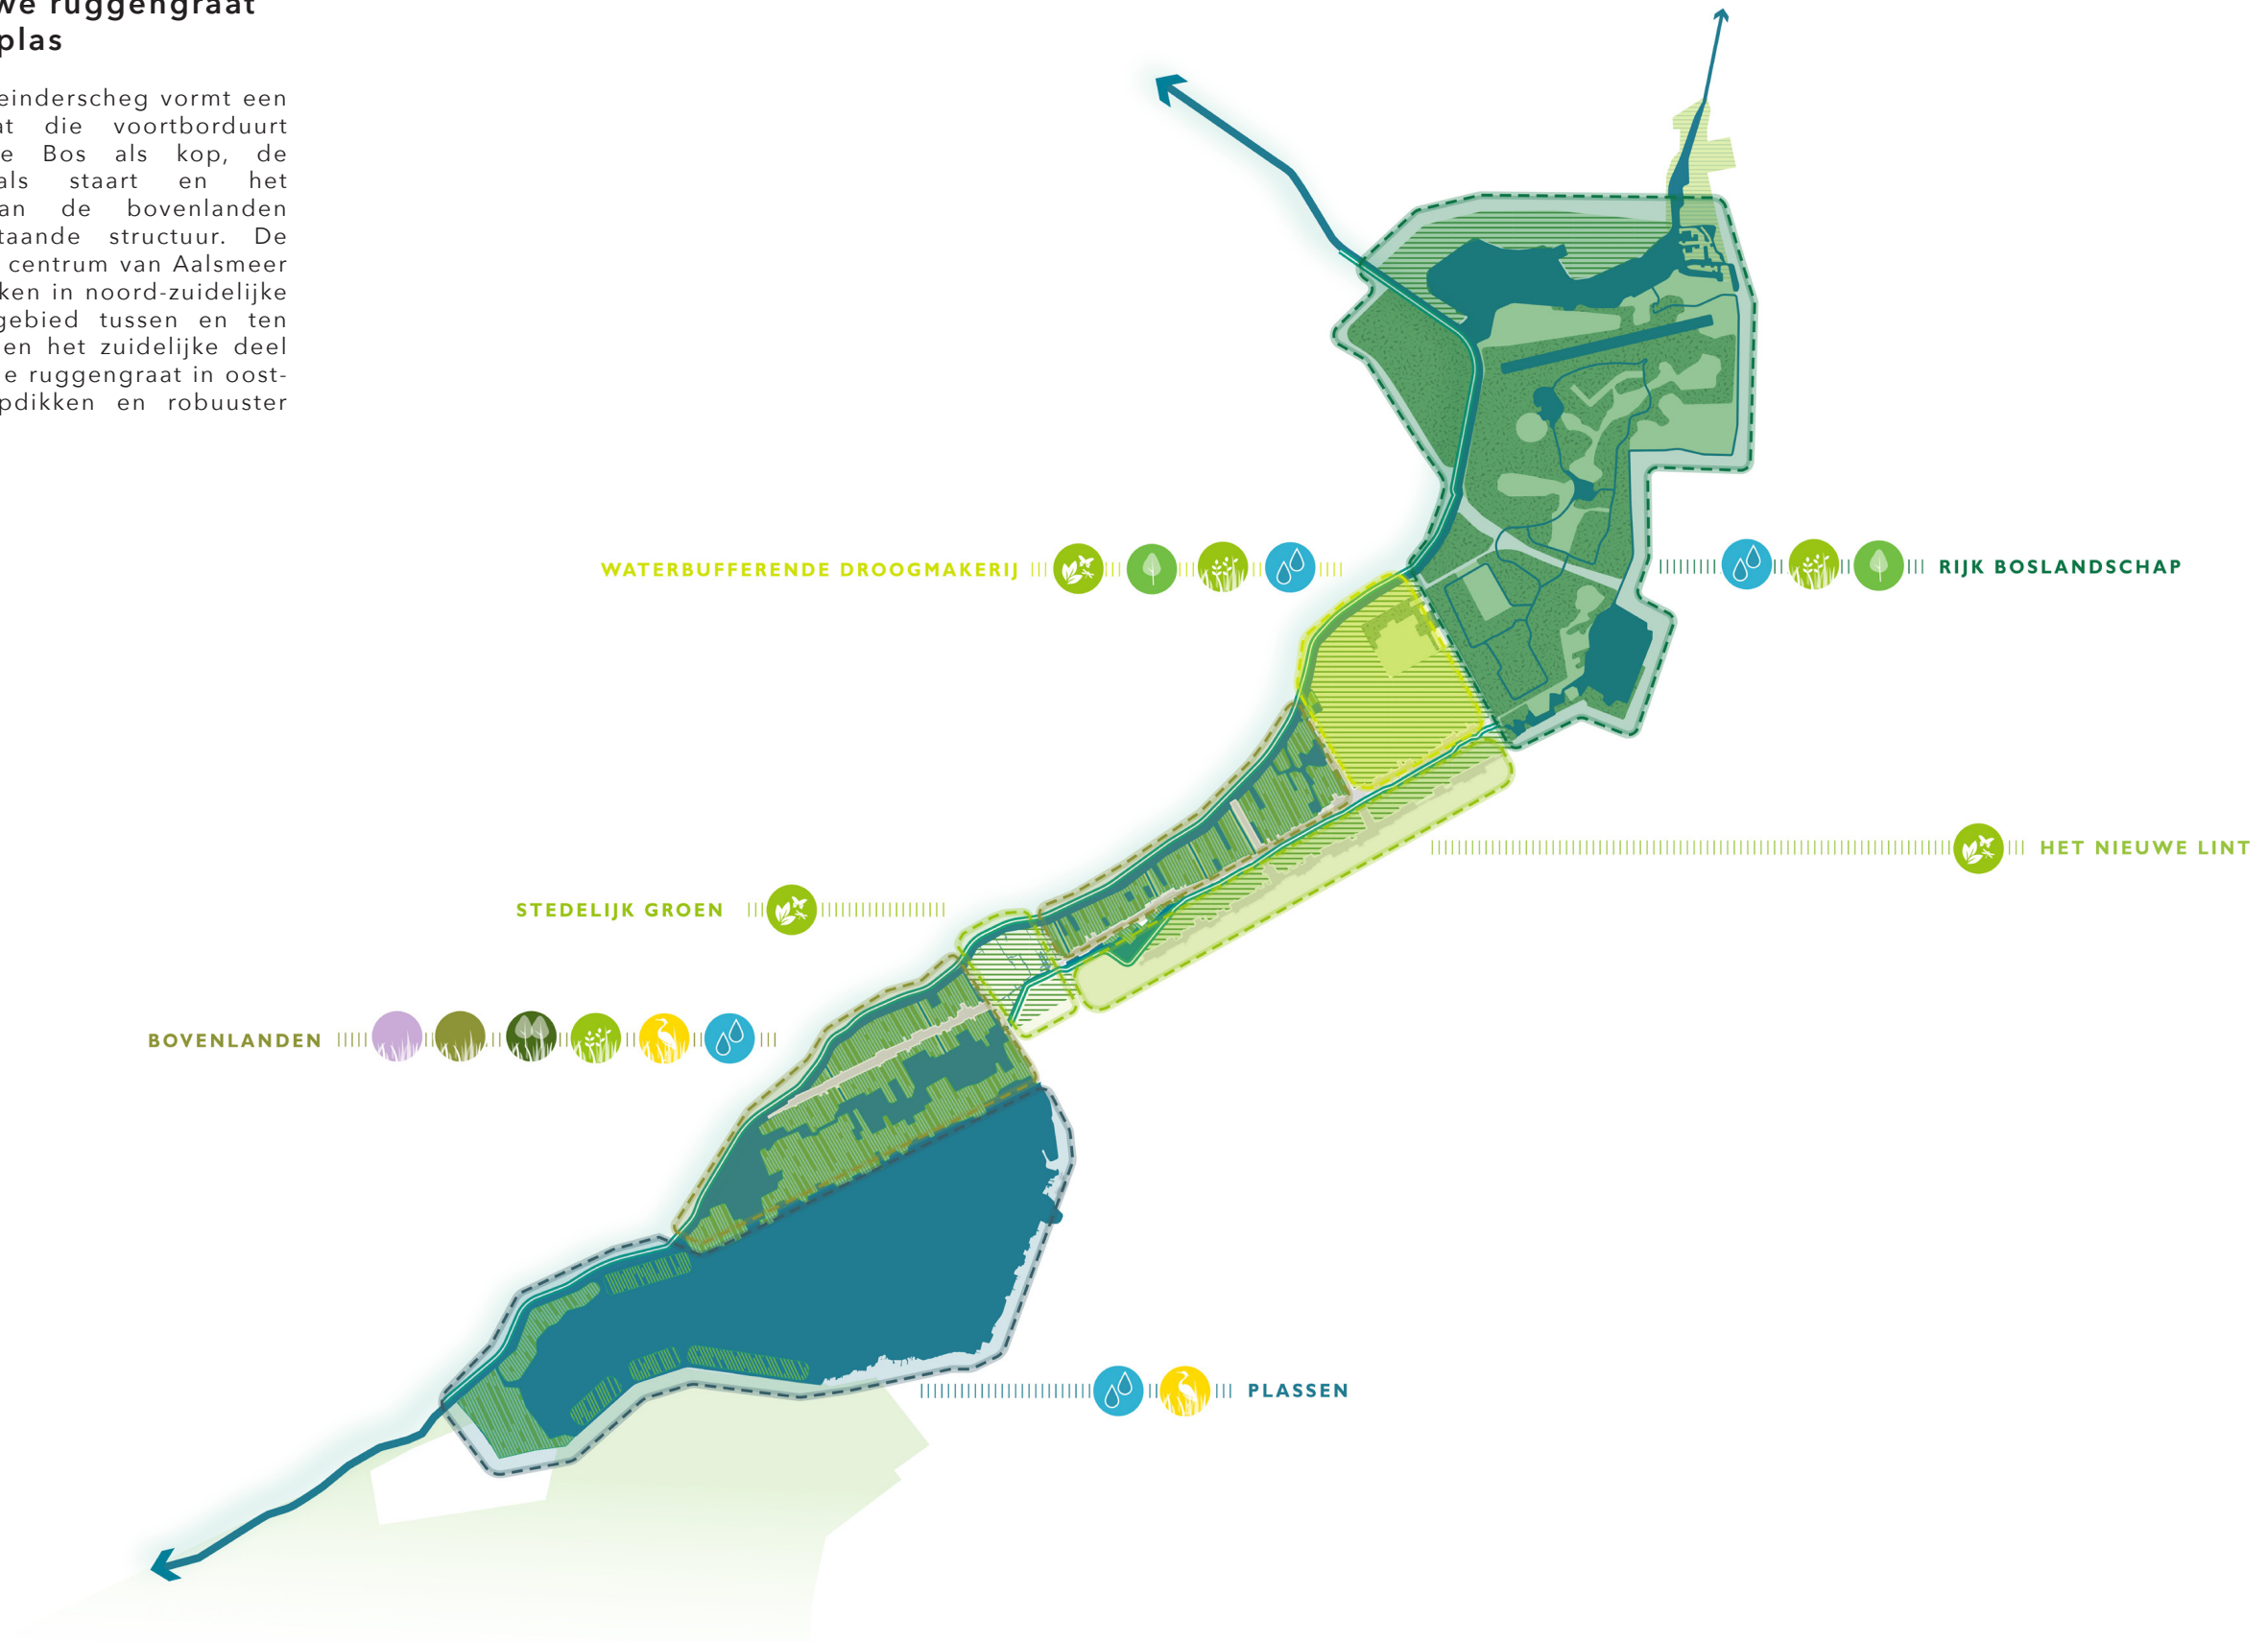 we ruggengraat
plas
einderscheg vormt een
at die voortborduurt
e Bos als kop, de
als staart en het
an de bovenlanden
taande structuur. De
centrum van Aalsmeer
ken in noord-zuidelijke
gebied tussen en ten
en het zuidelijke deel
e ruggengraat in oost-
pdikken en robuuster
WATERBUFFERENDE DROOGMAKERIJ
RIJK BOSLANDSCHAP
HET NIEUWE LINT
STEDELIJK GROEN
BOVENLANDEN
PLASSEN